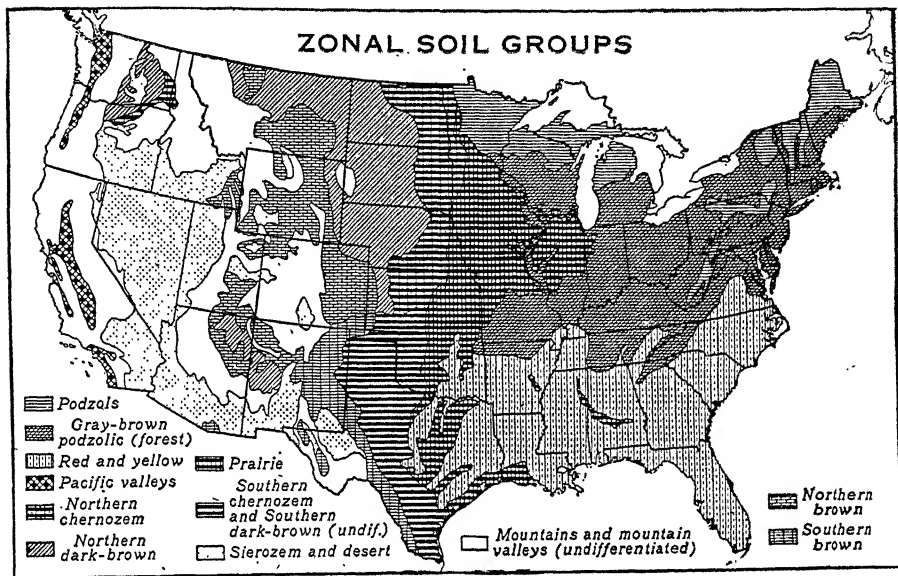 ZONAL SOIL GROUPS
Podzols
Gray-brown
podzolic (forest)
Red and yellow
Pacific valleys
Northern
chernozem
Northern
dark-brown
Prairie
Southern
chernozem
and Southern
dark-brown (undif.)
Sierozem and desert
Mountains and mountain
valleys (undifferentiated)
Northern
brown
Southern
brown